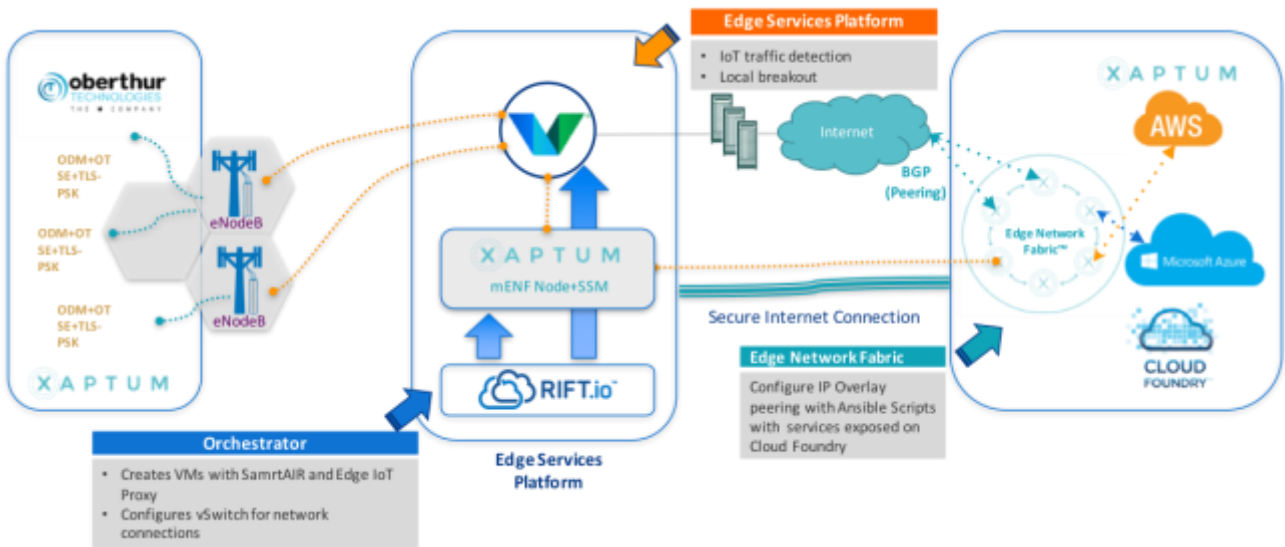 oberthur
TECHNOLOGIES
THE M COMPANY
ODM+OT
SE+TLS-
PSK
ODM+OT
SE+TLS-
PSK
ODM+OT
SE+TLS-
PSK
XAPTUM
eNodeB
eNodeB
Orchestrator
• Creates VMs with SamrtAIR and Edge IoT
Proxy
• Configures vSwitch for network
connections
XAPTUM
mENF Node+SSM
RIFT.io™
Edge Services
Platform
Edge Services Platform
• IoT traffic detection
• Local breakout
Internet
BGP
(Peering)
Secure Internet Connection
Edge Network Fabric
Configure IP Overlay
peering with Ansible Scripts
with services exposed on
Cloud Foundry
XAPTUM
AWS
Edge Network
Fabric™
Microsoft Azure
CLOUD
FOUNDRY™